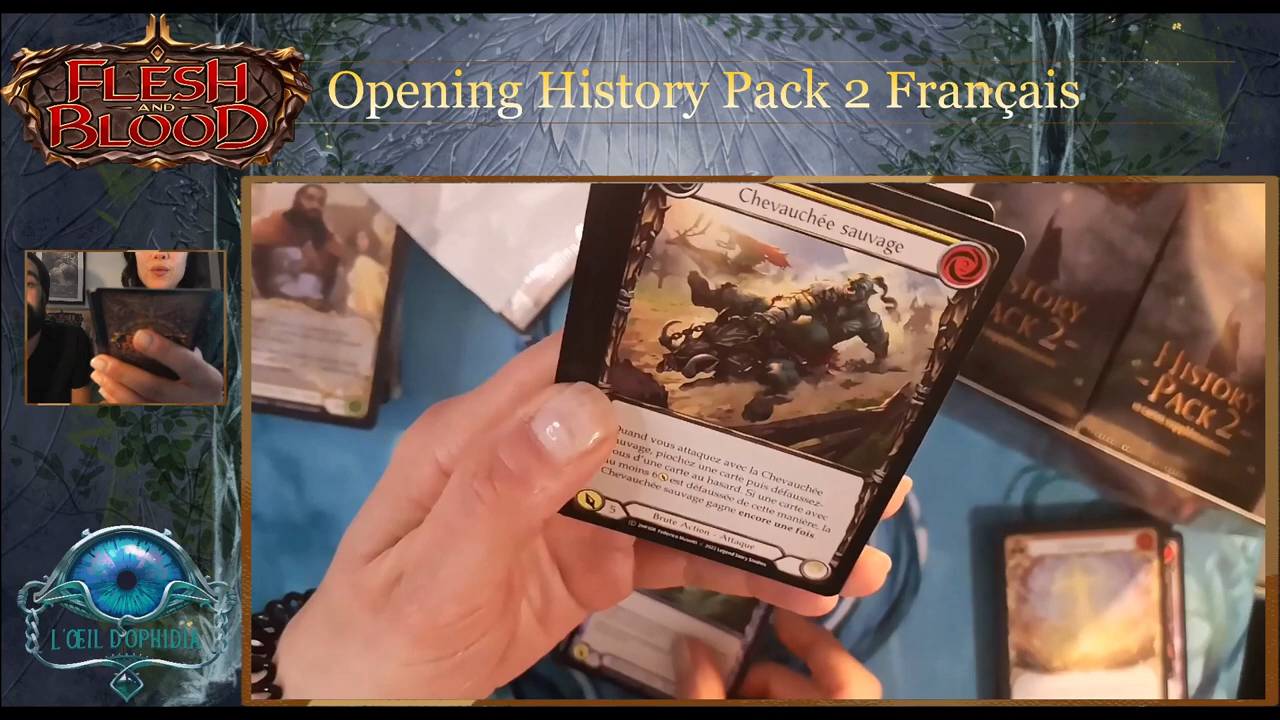 FLESH
AND
BLOOD
Opening History Pack 2 Français
Chevauchée sauvage
Quand vous attaquez avec la Chevauchée
sauvage, piochez une carte puis défaussez-
vous d'une carte au hasard. Si une carte avec
au moins 6 est défaussée de cette manière, la
Chevauchée sauvage gagne encore une fois
5
Brute Action - Attaque
HISTORY
PACK 2
HISTORY
-PACK 2-
L'ŒIL D'OPHIDIA